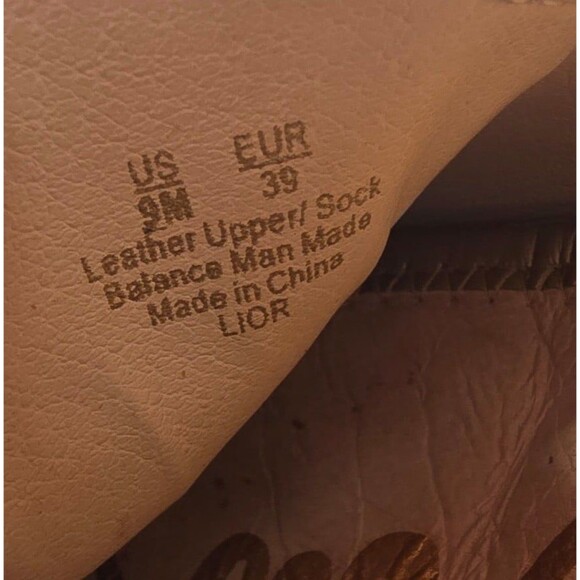 US EUR
9M 39
Leather Upper/ Sock
Balance Man Made
Made in China
LIOR